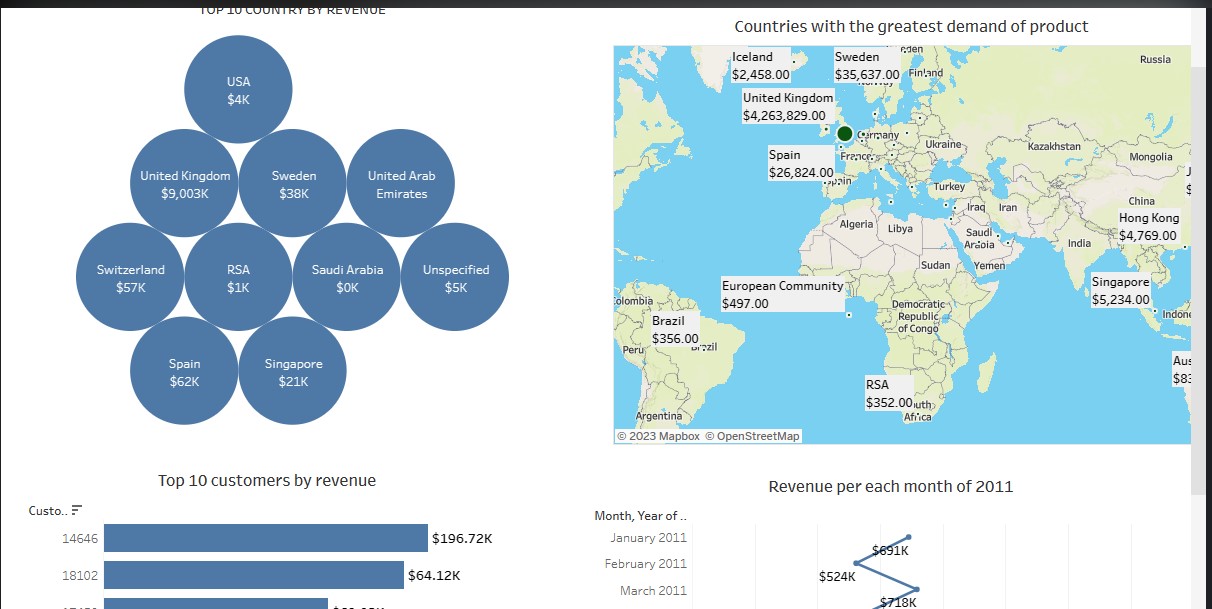 TOP 10 COUNTRY BY REVENUE
USA
$4K
United Kingdom
$9,003K
Sweden
$38K
United Arab
Emirates
Switzerland
$57K
RSA
$1K
Saudi Arabia
$0K
Unspecified
$5K
Spain
$62K
Singapore
$21K
Countries with the greatest demand of product
Iceland
$2,458.00
Sweden
$35,637.00
Finland
Russia
United Kingdom
$4,263,829.00
Germany
Ukraine
Kazakhstan
Mongolia
France
Spain
$26,824.00
Spain
Turkey
Iraq
Iran
China
Algeria
Libya
Saudi
Arabia
India
Hong Kong
$4,769.00
Sudan
Yemen
European Community
$497.00
Singapore
$5,234.00
Colombia
Democratic
Republic
of Congo
Indone
Brazil
$356.00
Peru
Brazil
Aus
$83
RSA
$352.00
South
Africa
Argentina
© 2023 Mapbox © OpenStreetMap
Top 10 customers by revenue
Custo..
14646
$196.72K
18102
$64.12K
Revenue per each month of 2011
Month, Year of ..
January 2011
$691K
February 2011
$524K
March 2011
$718K